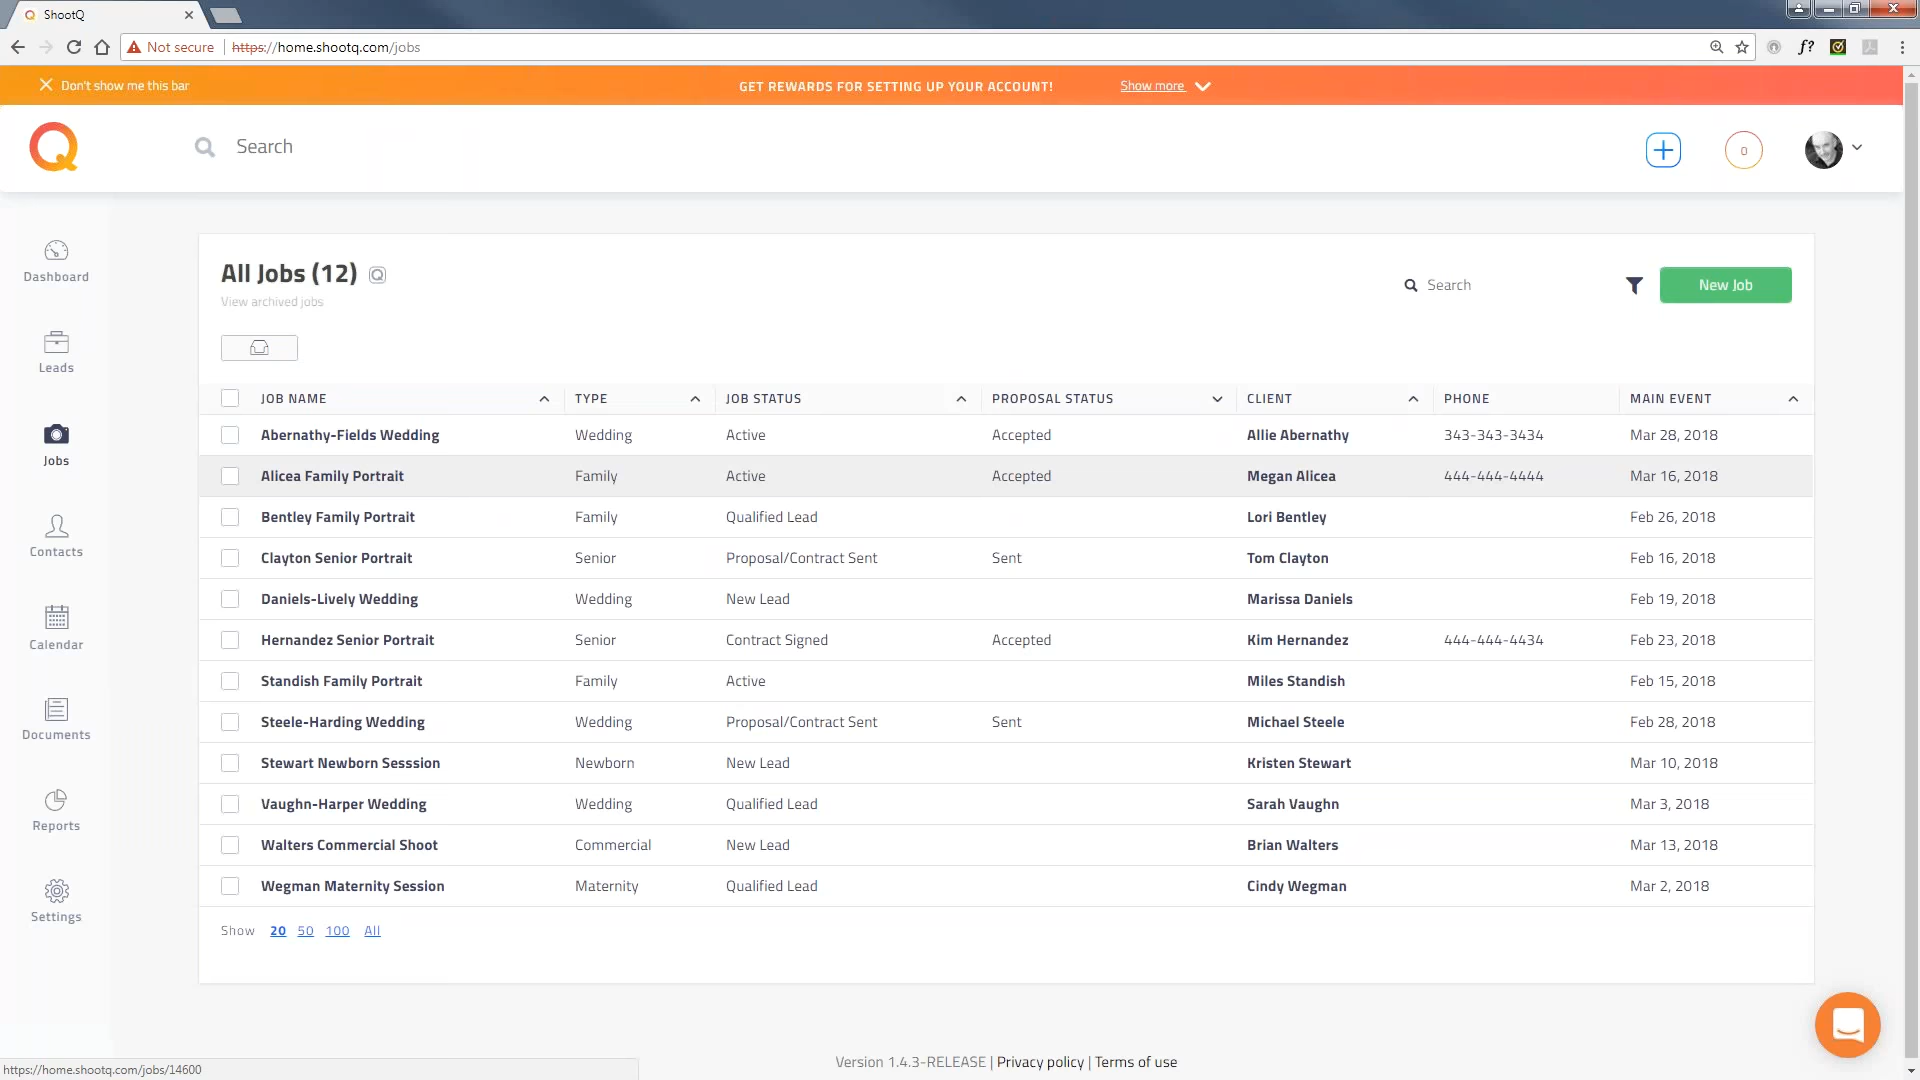 ShootQ
Not secure https://home.shootq.com/jobs
Don't show me this bar GET REWARDS FOR SETTING UP YOUR ACCOUNT! Show more
Search 0
Dashboard
Leads
Jobs
Contacts
Calendar
Documents
Reports
Settings
All Jobs (12) Search New Job
View archived jobs
JOB NAME TYPE JOB STATUS PROPOSAL STATUS CLIENT PHONE MAIN EVENT
Abernathy-Fields Wedding Wedding Active Accepted Allie Abernathy 343-343-3434 Mar 28, 2018
Alicea Family Portrait Family Active Accepted Megan Alicea 444-444-4444 Mar 16, 2018
Bentley Family Portrait Family Qualified Lead Lori Bentley Feb 26, 2018
Clayton Senior Portrait Senior Proposal/Contract Sent Sent Tom Clayton Feb 16, 2018
Daniels-Lively Wedding Wedding New Lead Marissa Daniels Feb 19, 2018
Hernandez Senior Portrait Senior Contract Signed Accepted Kim Hernandez 444-444-4434 Feb 23, 2018
Standish Family Portrait Family Active Miles Standish Feb 15, 2018
Steele-Harding Wedding Wedding Proposal/Contract Sent Sent Michael Steele Feb 28, 2018
Stewart Newborn Sesssion Newborn New Lead Kristen Stewart Mar 10, 2018
Vaughn-Harper Wedding Wedding Qualified Lead Sarah Vaughn Mar 3, 2018
Walters Commercial Shoot Commercial New Lead Brian Walters Mar 13, 2018
Wegman Maternity Session Maternity Qualified Lead Cindy Wegman Mar 2, 2018
Show 20 50 100 All
Version 1.4.3-RELEASE | Privacy policy | Terms of use
https://home.shootq.com/jobs/14600